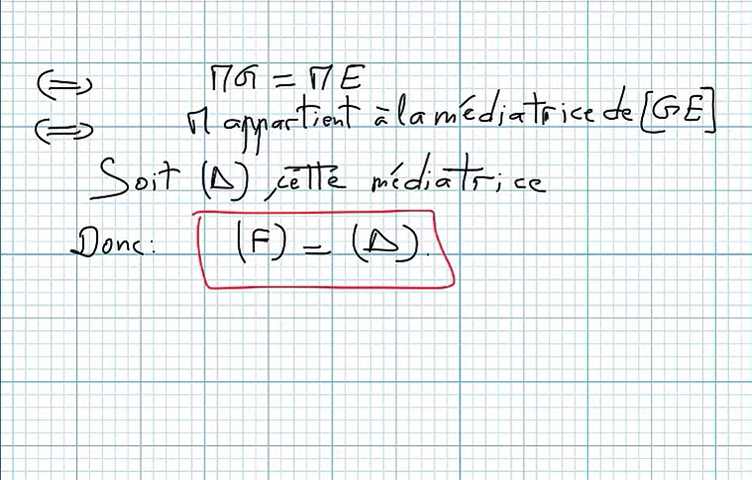 ⟺ MG = ME
⟺ M appartient à la médiatrice de [GE]
Soit (Δ), cette médiatrice
Donc: (F) = (Δ).